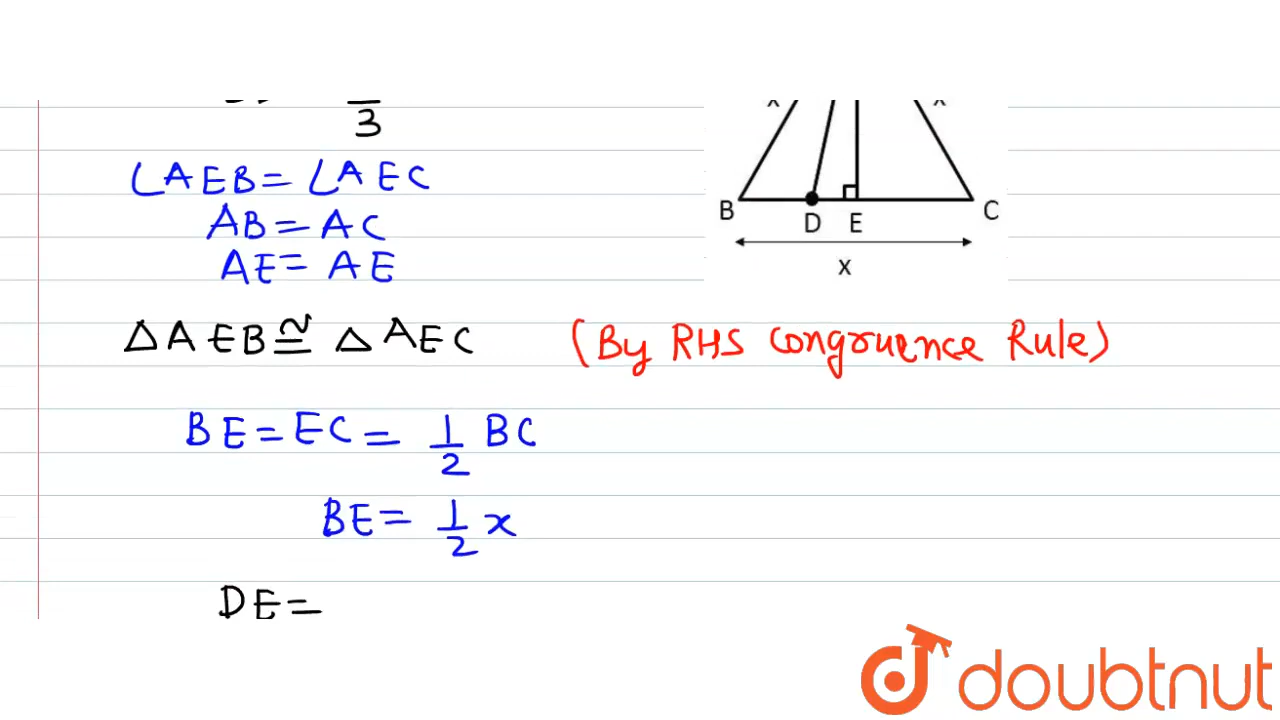 3
∠AEB = ∠AEC
AB = AC
AE = AE
B D E C
x
ΔAEB ≅ ΔAEC (By RHS Congruence Rule)
BE = EC = 1/2 BC
BE = 1/2 x
DE =
doubtnut